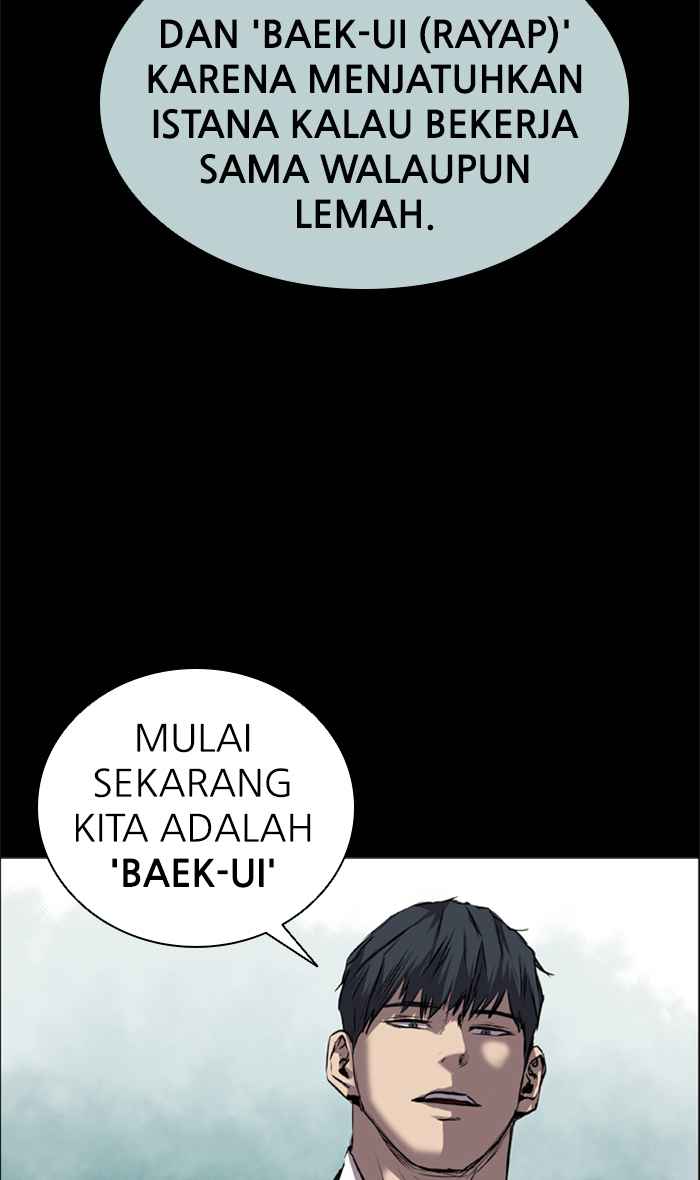 DAN 'BAEK-UI (RAYAP)'
KARENA MENJATUHKAN
ISTANA KALAU BEKERJA
SAMA WALAUPUN
LEMAH.
MULAI
SEKARANG
KITA ADALAH
'BAEK-UI'